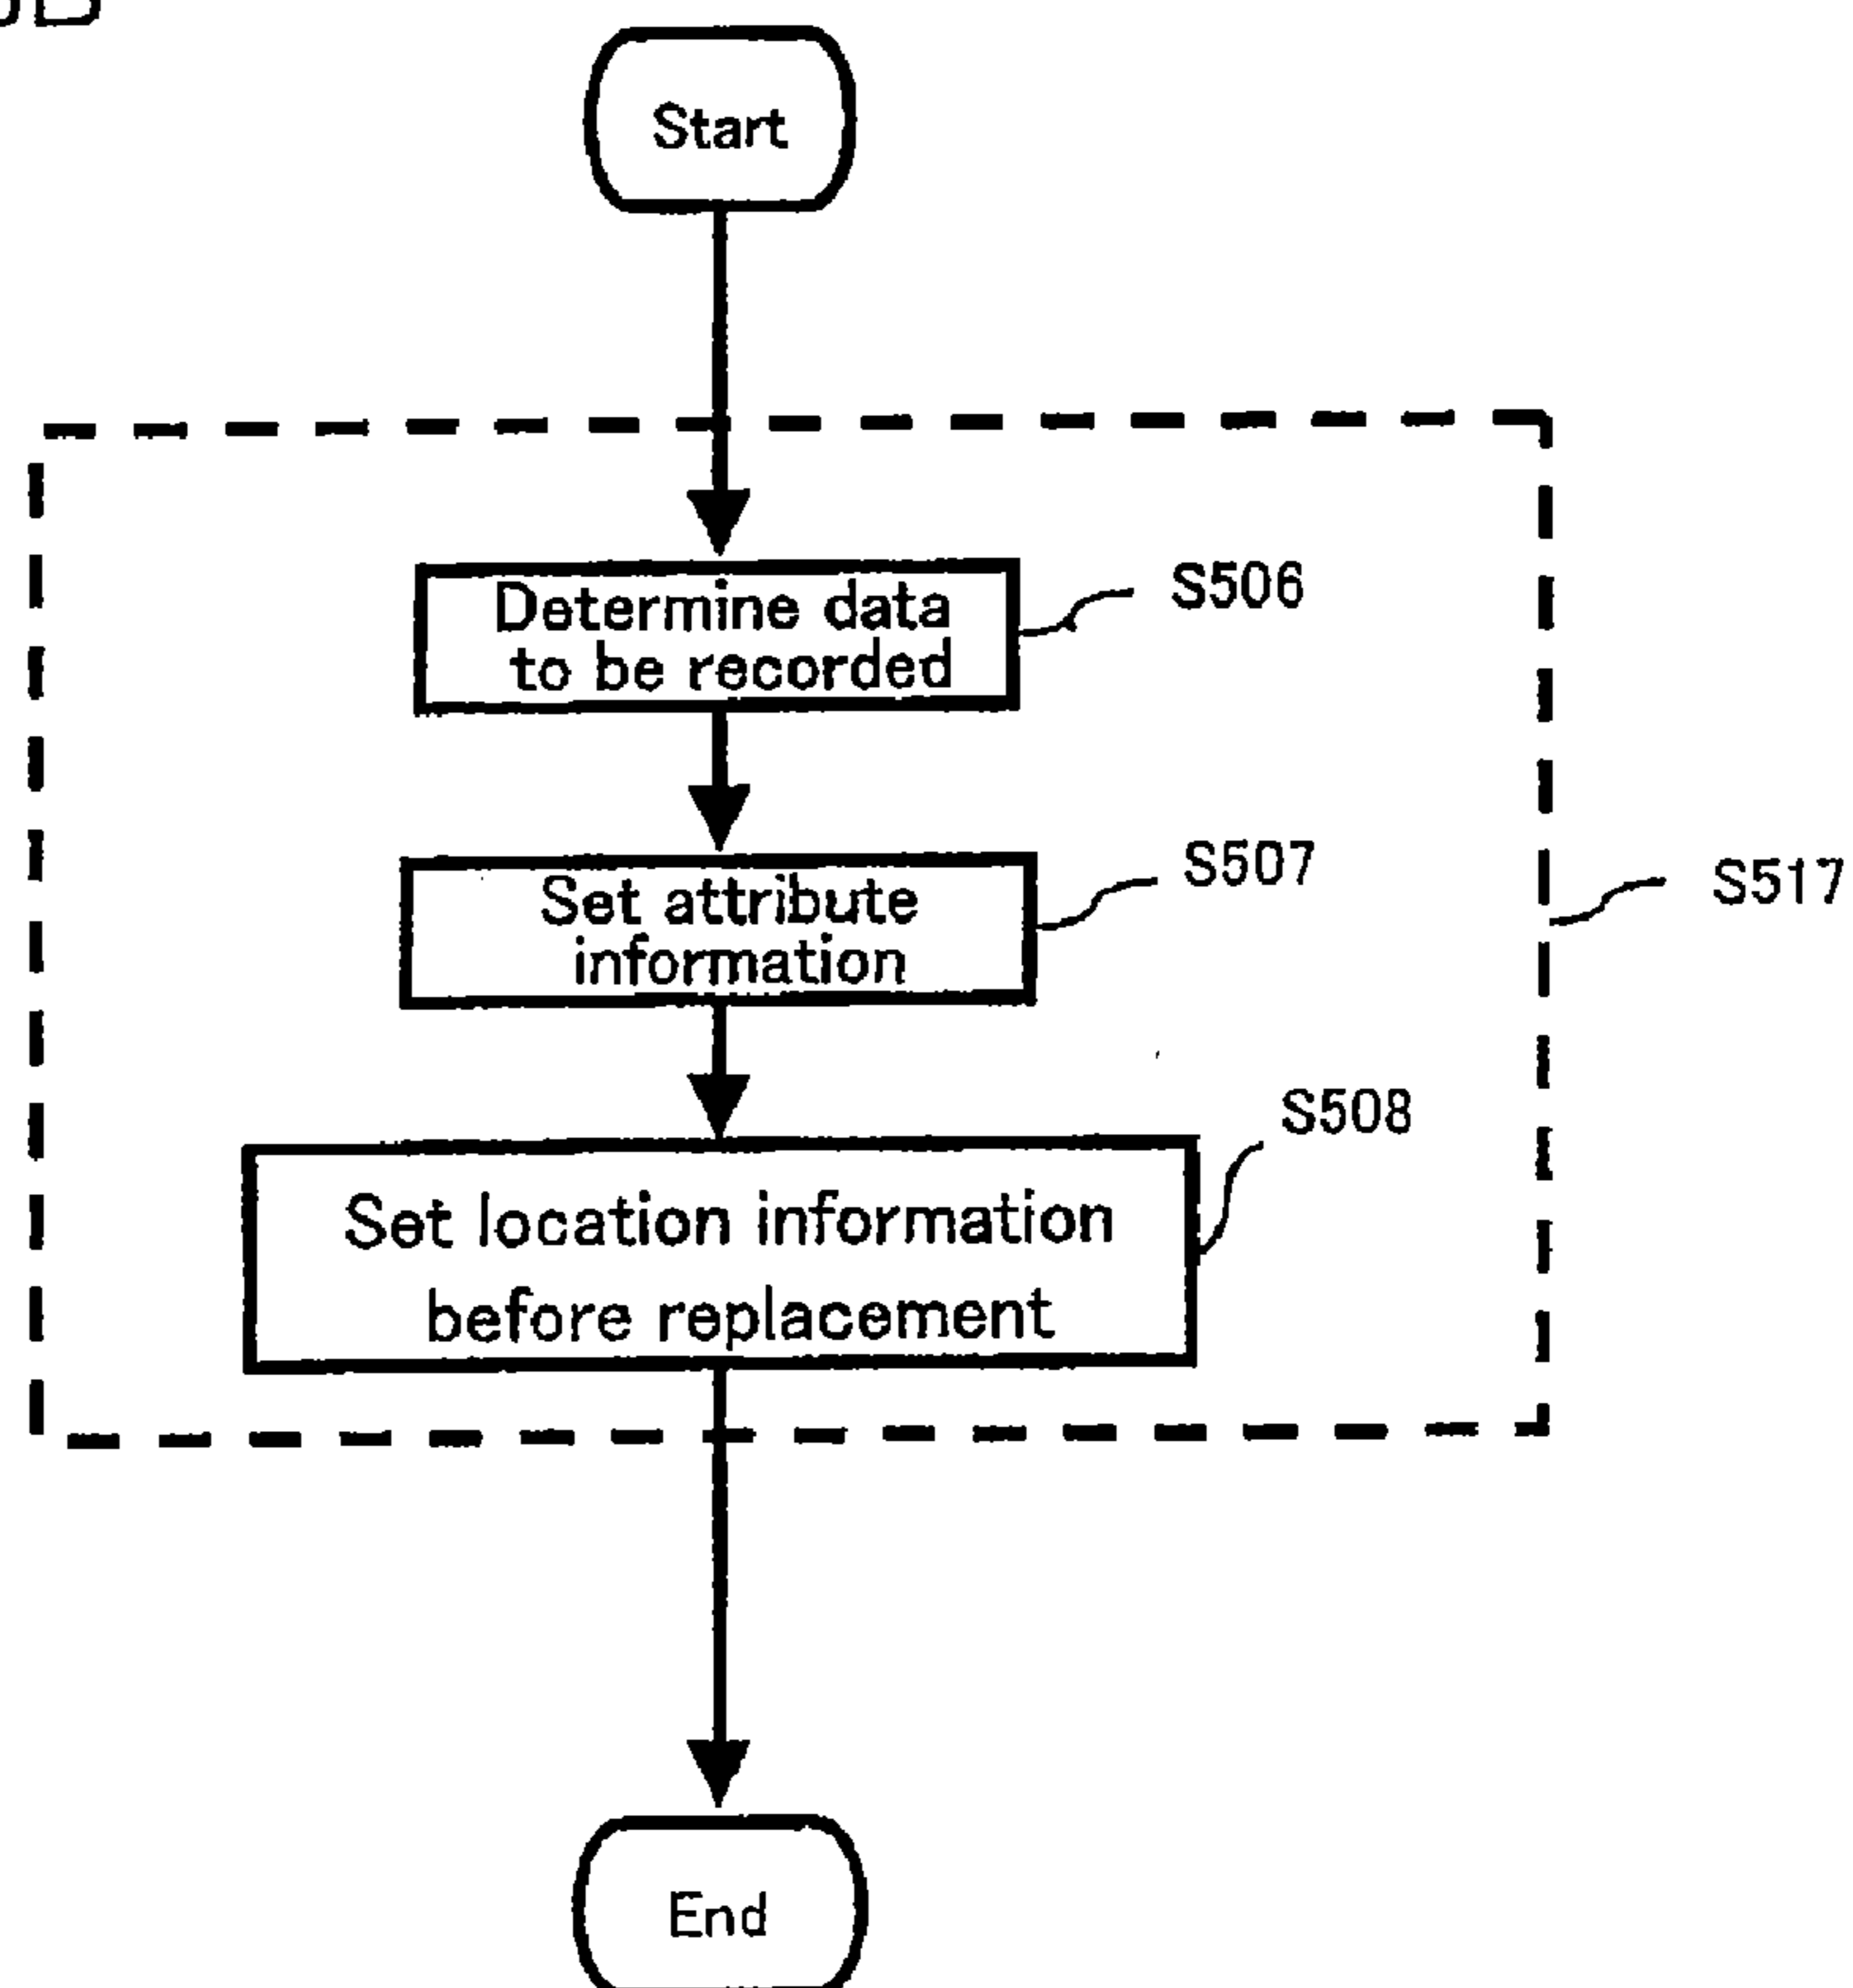 Start
Determine data
to be recorded
S506
Set attribute
information
S507
S517
Set location information
before replacement
S508
End